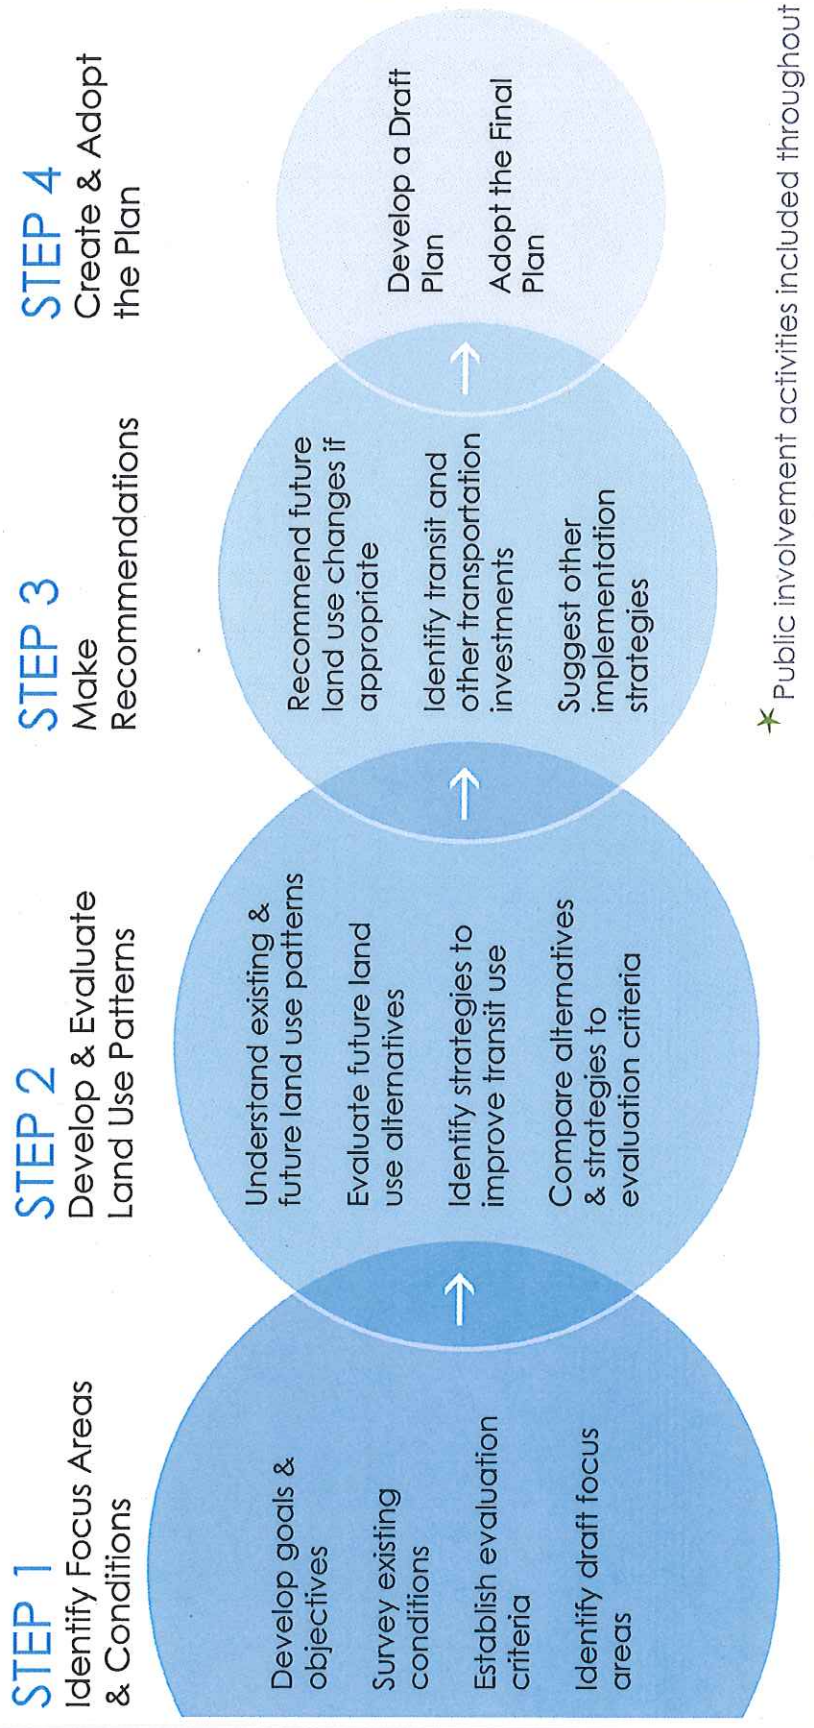 STEP 1
Identify Focus Areas
& Conditions
Develop goals &
objectives
Survey existing
conditions
Establish evaluation
criteria
Identify draft focus
areas
STEP 2
Develop & Evaluate
Land Use Patterns
Understand existing &
future land use patterns
Evaluate future land
use alternatives
Identify strategies to
improve transit use
Compare alternatives
& strategies to
evaluation criteria
STEP 3
Make
Recommendations
Recommend future
land use changes if
appropriate
Identify transit and
other transportation
investments
Suggest other
implementation
strategies
STEP 4
Create & Adopt
the Plan
Develop a Draft
Plan
Adopt the Final
Plan
* Public involvement activities included throughout